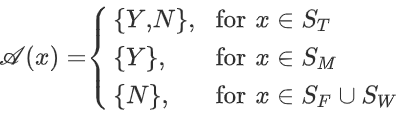 𝒜(x) = { {Y,N}, for x ∈ S_T
{Y}, for x ∈ S_M
{N}, for x ∈ S_F ∪ S_W